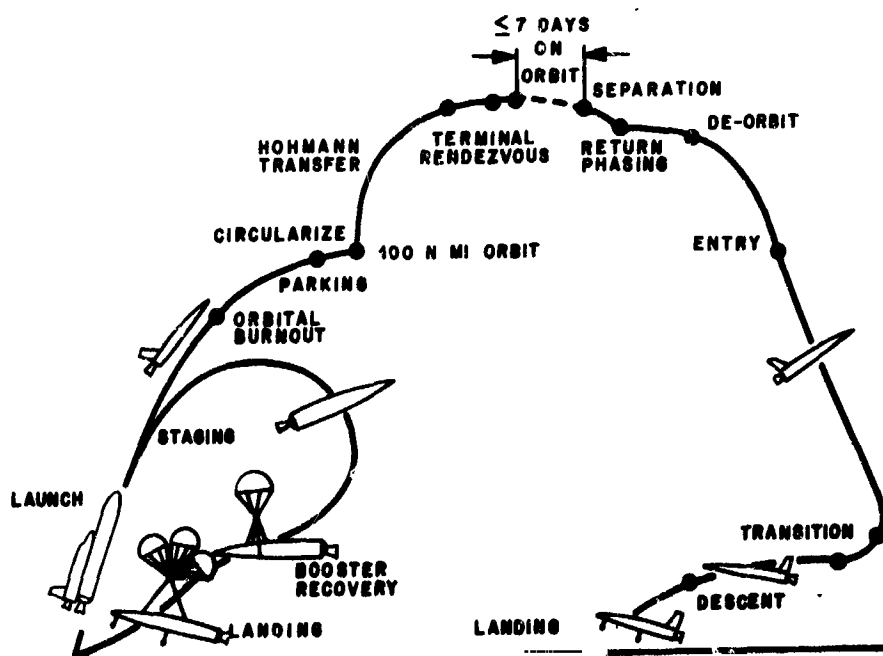 ≤ 7 DAYS
ON
ORBIT
SEPARATION
DE-ORBIT
HOHMANN
TRANSFER
TERMINAL
RENDEZVOUS
RETURN
PHASING
CIRCULARIZE
100 N MI ORBIT
ENTRY
PARKING
ORBITAL
BURNOUT
STAGING
LAUNCH
TRANSITION
BOOSTER
RECOVERY
DESCENT
LANDING
LANDING